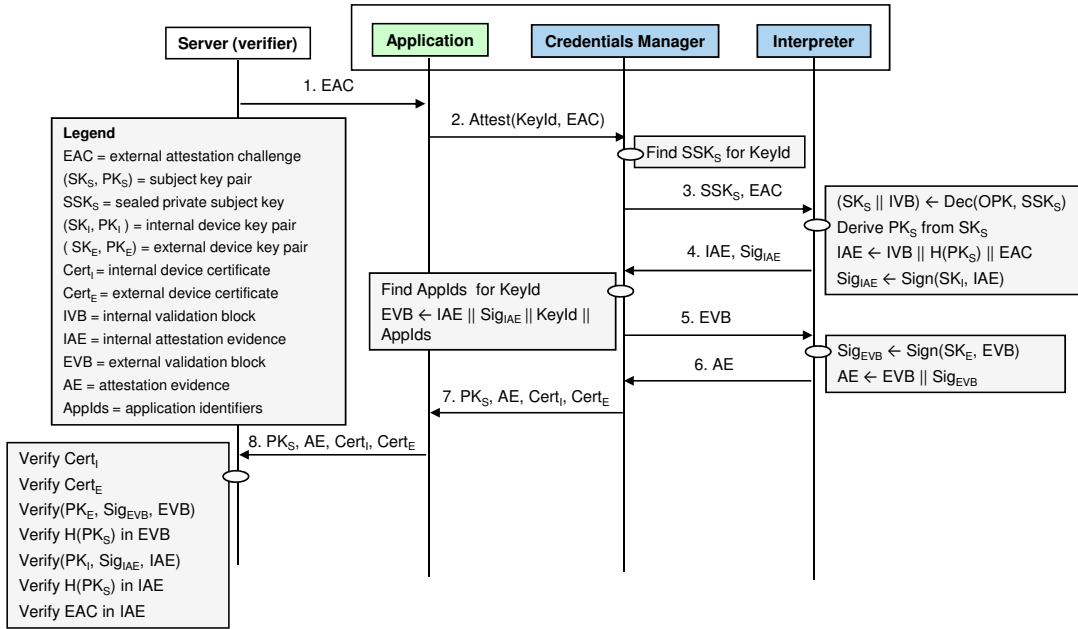 Server (verifier)
Application
Credentials Manager
Interpreter
1. EAC
2. Attest(KeyId, EAC)
Find SSKS for KeyId
3. SSKS, EAC
(SKS || IVB) ← Dec(OPK, SSKS)
Derive PKS from SKS
IAE ← IVB || H(PKS) || EAC
SigIAE ← Sign(SKI, IAE)
4. IAE, SigIAE
Find AppIds for KeyId
EVB ← IAE || SigIAE || KeyId ||
AppIds
5. EVB
SigEVB ← Sign(SKE, EVB)
AE ← EVB || SigEVB
6. AE
7. PKS, AE, CertI, CertE
8. PKS, AE, CertI, CertE
Legend
EAC = external attestation challenge
(SKS, PKS) = subject key pair
SSKS = sealed private subject key
(SKI, PKI ) = internal device key pair
( SKE, PKE) = external device key pair
CertI = internal device certificate
CertE = external device certificate
IVB = internal validation block
IAE = internal attestation evidence
EVB = external validation block
AE = attestation evidence
AppIds = application identifiers
Verify CertI
Verify CertE
Verify(PKE, SigEVB, EVB)
Verify H(PKS) in EVB
Verify(PKI, SigIAE, IAE)
Verify H(PKS) in IAE
Verify EAC in IAE